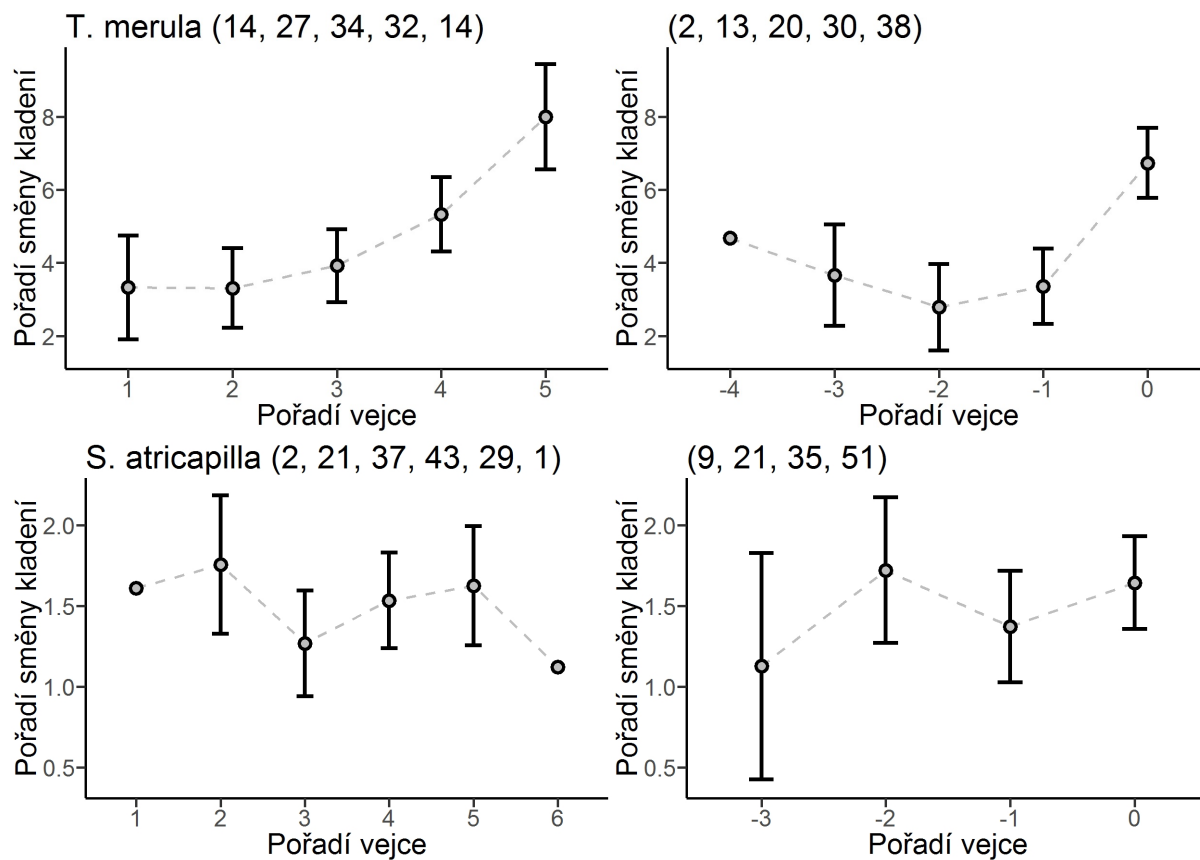 T. merula (14, 27, 34, 32, 14)
Pořadí směny kladení
8
6
4
2
1 2 3 4 5
Pořadí vejce
(2, 13, 20, 30, 38)
Pořadí směny kladení
8
6
4
2
-4 -3 -2 -1 0
Pořadí vejce
S. atricapilla (2, 21, 37, 43, 29, 1)
Pořadí směny kladení
2.0
1.5
1.0
0.5
1 2 3 4 5 6
Pořadí vejce
(9, 21, 35, 51)
Pořadí směny kladení
2.0
1.5
1.0
0.5
-3 -2 -1 0
Pořadí vejce